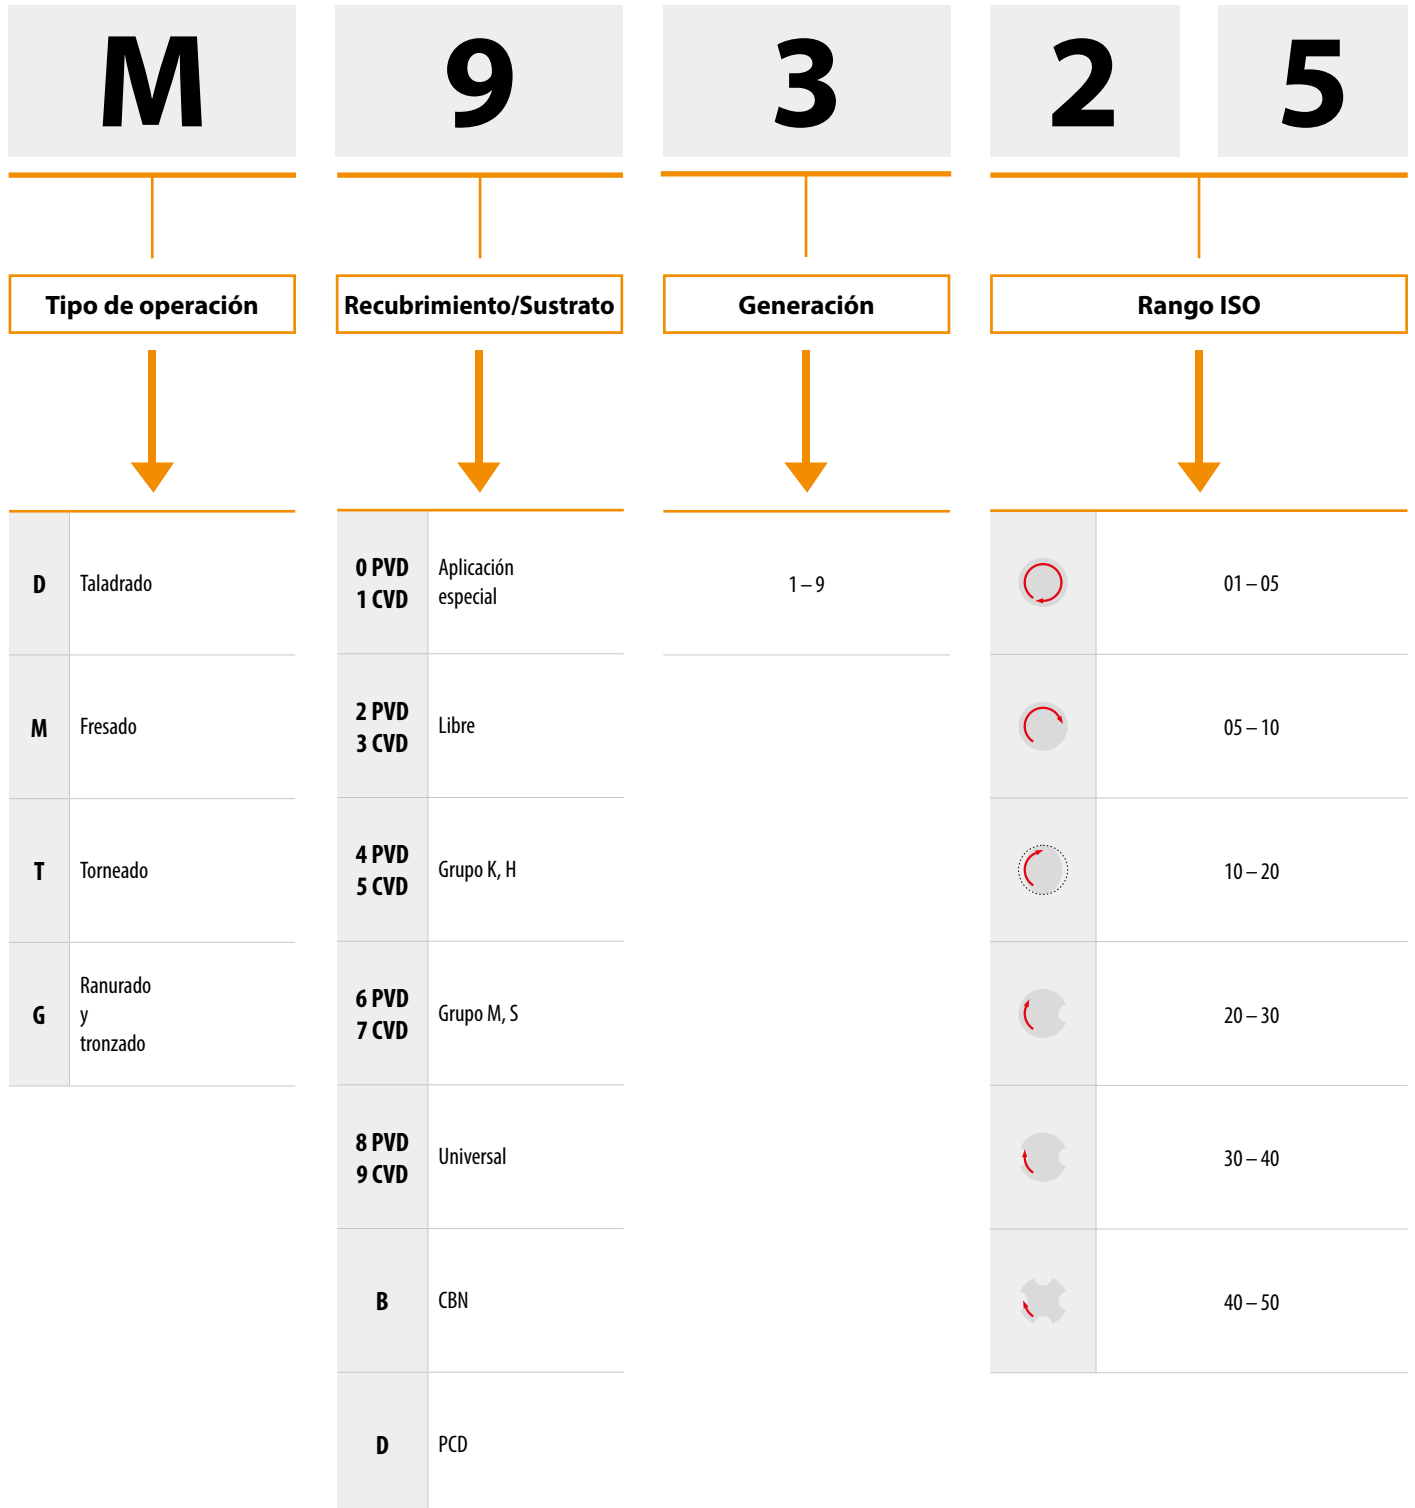 M 9 3 2 5
Tipo de operación
Recubrimiento/Sustrato
Generación
Rango ISO
D Taladrado
M Fresado
T Torneado
G Ranurado
y
tronzado
0 PVD
1 CVD
Aplicación
especial
2 PVD
3 CVD
Libre
4 PVD
5 CVD
Grupo K, H
6 PVD
7 CVD
Grupo M, S
8 PVD
9 CVD
Universal
B CBN
D PCD
1 – 9
01 – 05
05 – 10
10 – 20
20 – 30
30 – 40
40 – 50